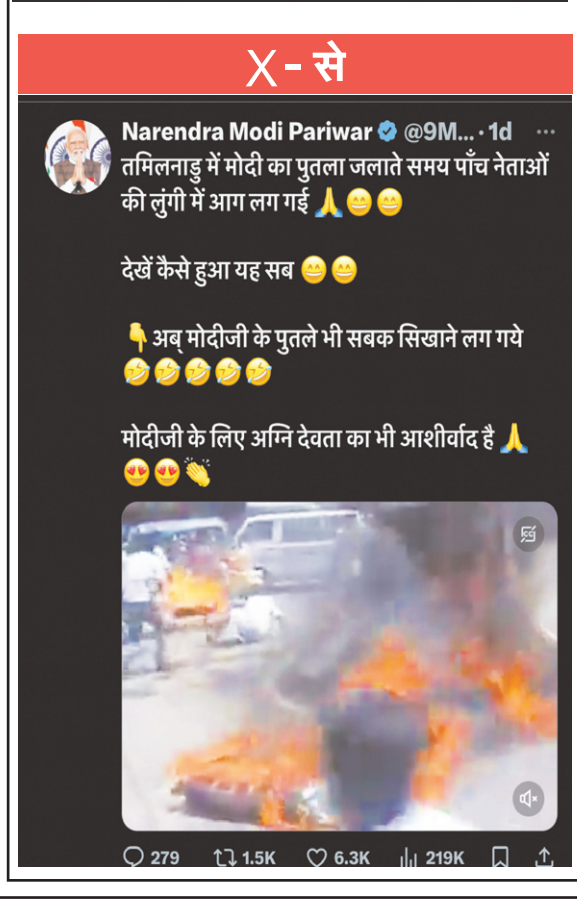 X - से
Narendra Modi Pariwar @9M... · 1d ...
तमिलनाडु में मोदी का पुतला जलाते समय पाँच नेताओं
की लुंगी में आग लग गई 🙏😄😄
देखें कैसे हुआ यह सब 😄😄
👇अब् मोदीजी के पुतले भी सबक सिखाने लग गये
🤣🤣🤣🤣🤣
मोदीजी के लिए अग्नि देवता का भी आशीर्वाद है 🙏
😍😍👏
279 1.5K 6.3K 219K